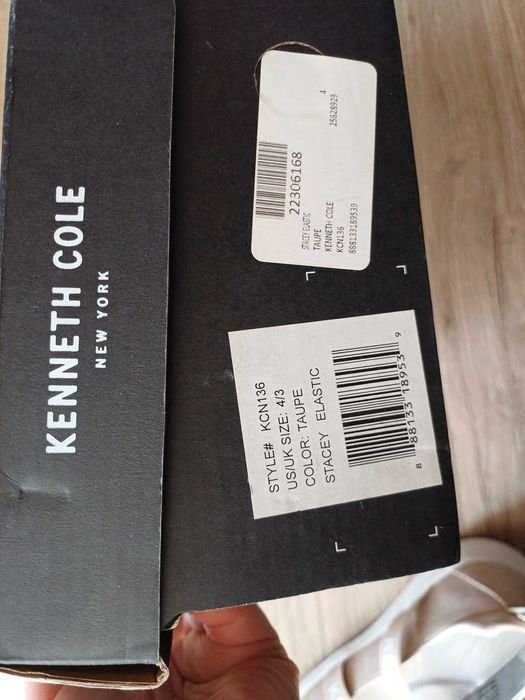 KENNETH COLE
NEW YORK
22306168
STACEY ELASTIC
TAUPE
KENNETH COLE
KCN136
888133189539
4
25628929
STYLE# KCN136
US/UK SIZE: 4/3
COLOR: TAUPE
STACEY ELASTIC
8 88133 18953 9